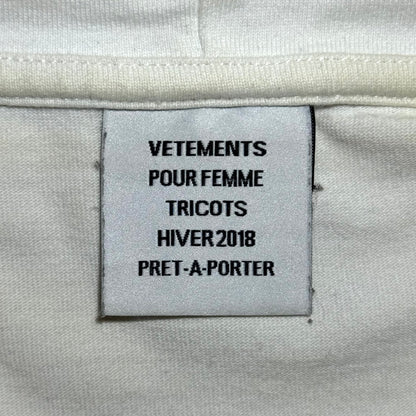 VETEMENTS
POUR FEMME
TRICOTS
HIVER 2018
PRET-A-PORTER